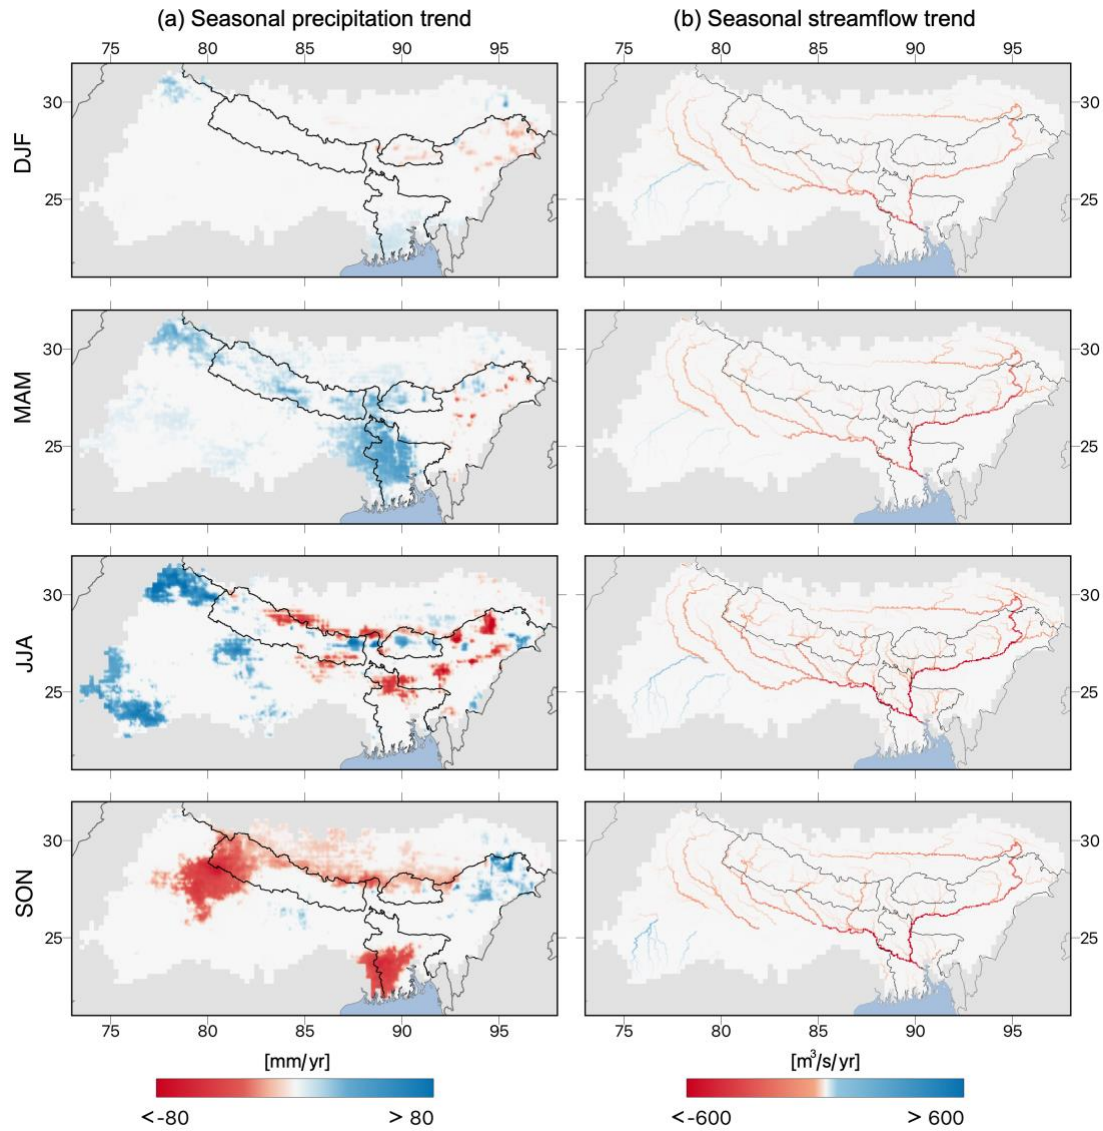 (a) Seasonal precipitation trend (b) Seasonal streamflow trend
75 80 85 90 95 75 80 85 90 95
DJF 30 25 30 25
MAM 30 25 30 25
JJA 30 25 30 25
SON 30 25 30 25
75 80 85 90 95 75 80 85 90 95
[mm/yr] [m³/s/yr]
<-80 > 80 <-600 > 600